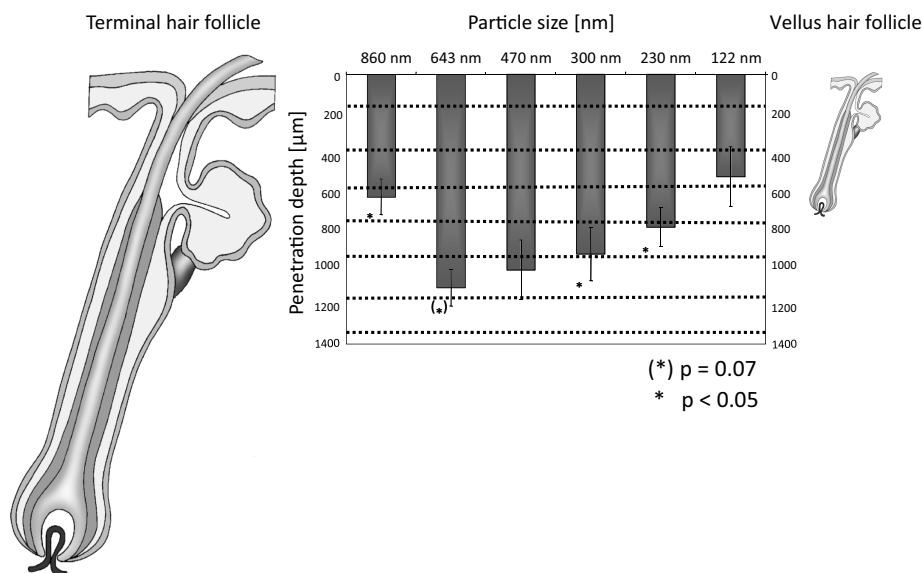 Terminal hair follicle
Particle size [nm]
Vellus hair follicle
860 nm 643 nm 470 nm 300 nm 230 nm 122 nm
Penetration depth [µm]
0
200
400
600
800
1000
1200
1400
0
200
400
600
800
1000
1200
1400
*
(*)
*
*
(*) p = 0.07
* p < 0.05